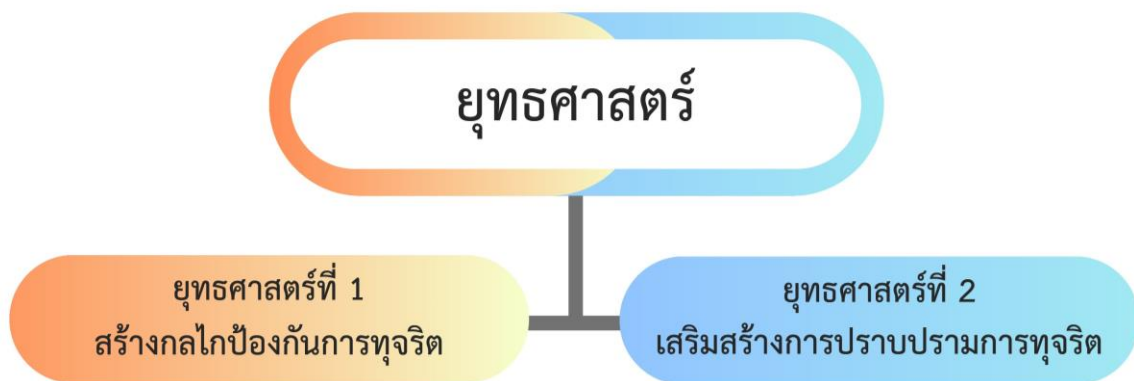 ยุทธศาสตร์
ยุทธศาสตร์ที่ 1
สร้างกลไกป้องกันการทุจริต
ยุทธศาสตร์ที่ 2
เสริมสร้างการปราบปรามการทุจริต